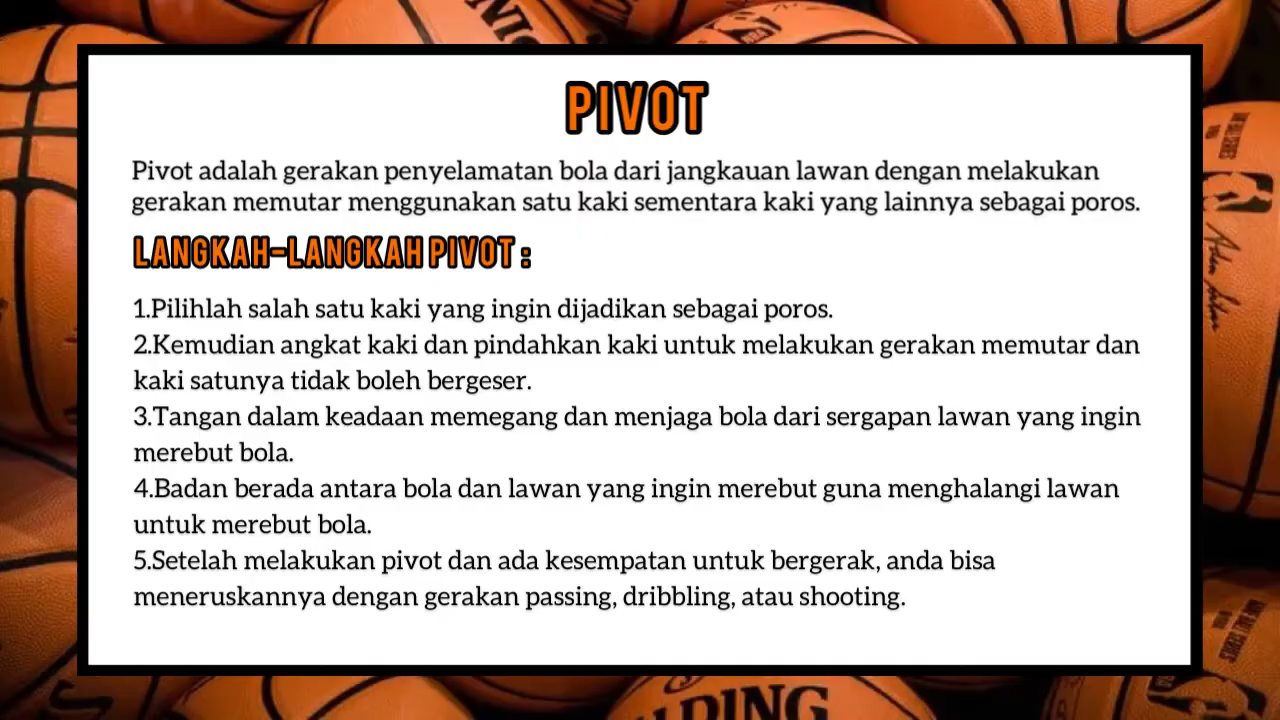 PIVOT
Pivot adalah gerakan penyelamatan bola dari jangkauan lawan dengan melakukan
gerakan memutar menggunakan satu kaki sementara kaki yang lainnya sebagai poros.
LANGKAH-LANGKAH PIVOT :
1.Pilihlah salah satu kaki yang ingin dijadikan sebagai poros.
2.Kemudian angkat kaki dan pindahkan kaki untuk melakukan gerakan memutar dan
kaki satunya tidak boleh bergeser.
3.Tangan dalam keadaan memegang dan menjaga bola dari sergapan lawan yang ingin
merebut bola.
4.Badan berada antara bola dan lawan yang ingin merebut guna menghalangi lawan
untuk merebut bola.
5.Setelah melakukan pivot dan ada kesempatan untuk bergerak, anda bisa
meneruskannya dengan gerakan passing, dribbling, atau shooting.